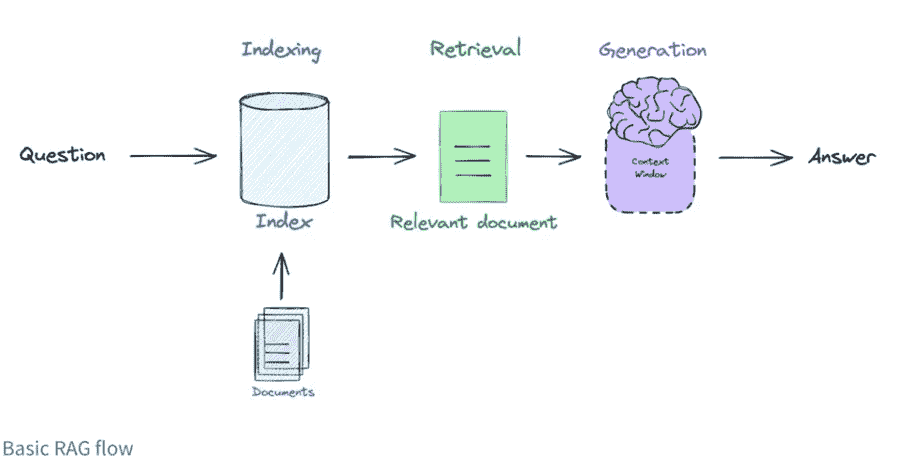 Indexing
Retrieval
Generation
Question
Context
Window
Answer
Index
Relevant document
Documents
Basic RAG flow